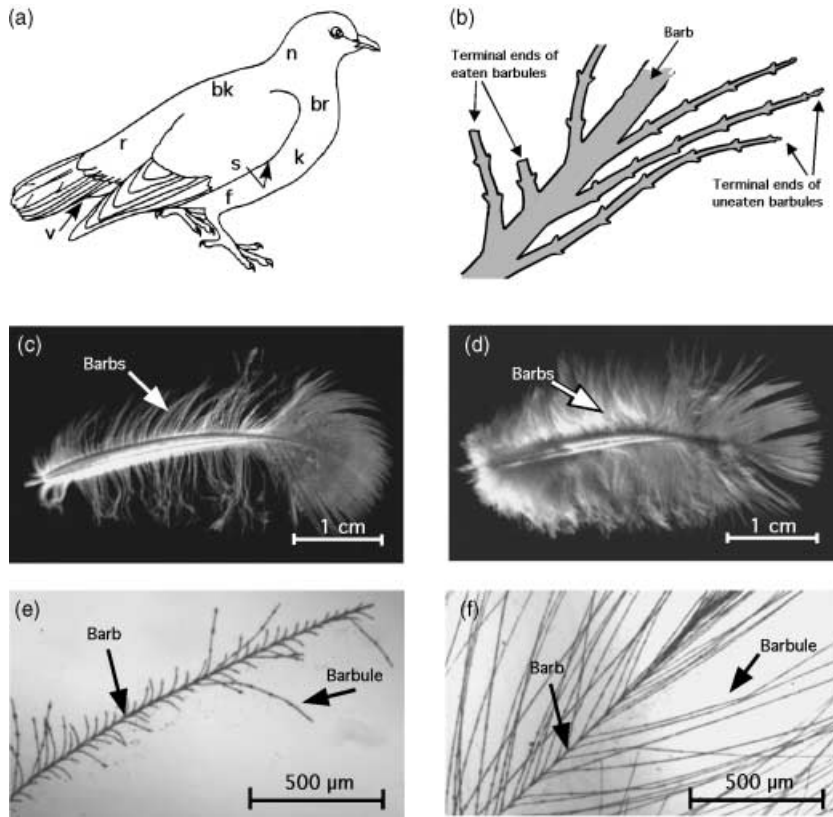 (a)
n
bk
br
r
s
k
f
v
(b)
Barb
Terminal ends of
eaten barbules
Terminal ends of
uneaten barbules
(c)
Barbs
1 cm
(d)
Barbs
1 cm
(e)
Barb
Barbule
500 µm
(f)
Barbule
Barb
500 µm